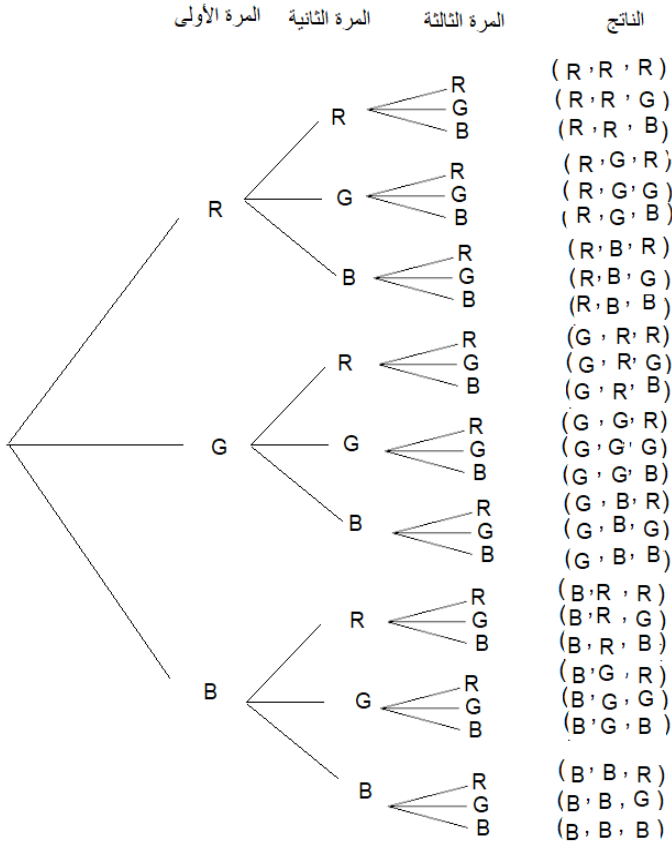 المرة الأولى المرة الثانية المرة الثالثة الناتج
R (R, R, R)
R G (R, R, G)
B (R, R, B)
R (R, G, R)
R G G (R, G, G)
B (R, G, B)
R (R, B, R)
B G (R, B, G)
B (R, B, B)
R (G, R, R)
R G (G, R, G)
B (G, R, B)
R (G, G, R)
G G G (G, G, G)
B (G, G, B)
R (G, B, R)
B G (G, B, G)
B (G, B, B)
R (B, R, R)
R G (B, R, G)
B (B, R, B)
R (B, G, R)
B G G (B, G, G)
B (B, G, B)
R (B, B, R)
B G (B, B, G)
B (B, B, B)